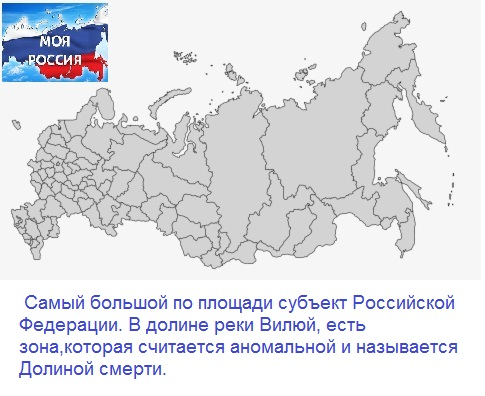 МОЯ
РОССИЯ
Самый большой по площади субъект Российской
Федерации. В долине реки Вилюй, есть
зона,которая считается аномальной и называется
Долиной смерти.